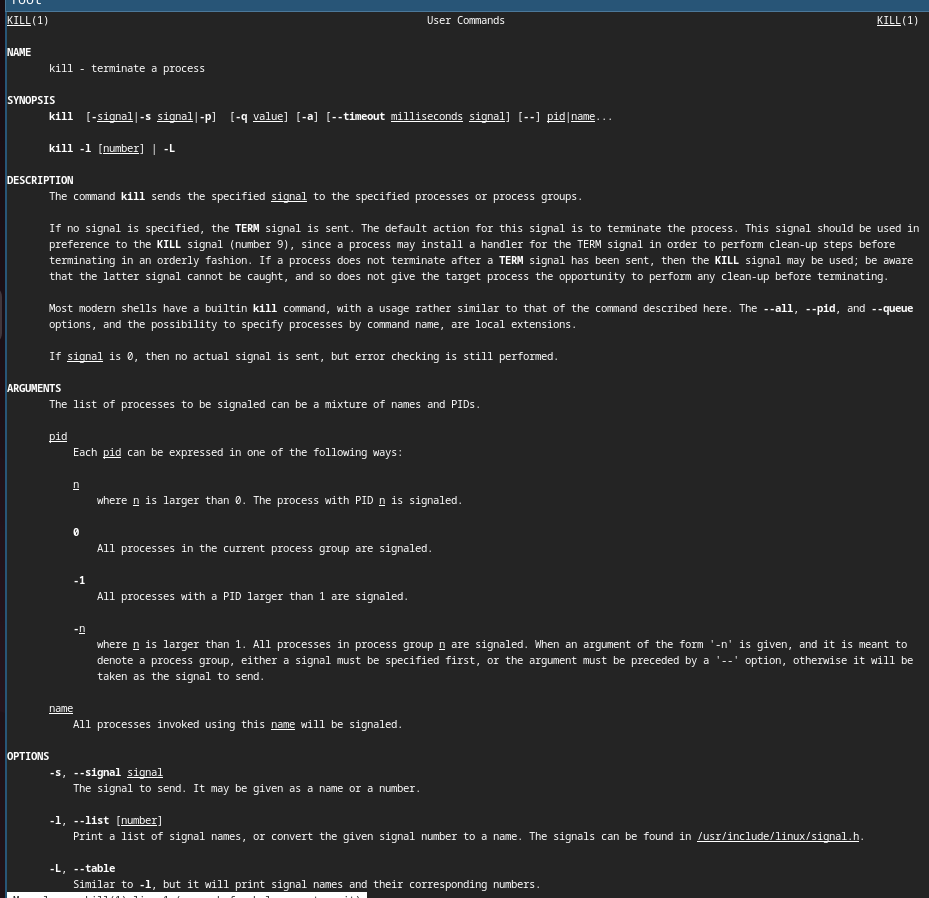 root
KILL(1) User Commands KILL(1)
NAME
kill - terminate a process
SYNOPSIS
kill [-signal|-s signal|-p] [-q value] [-a] [--timeout milliseconds signal] [--] pid|name...
kill -l [number] | -L
DESCRIPTION
The command kill sends the specified signal to the specified processes or process groups.
If no signal is specified, the TERM signal is sent. The default action for this signal is to terminate the process. This signal should be used in
preference to the KILL signal (number 9), since a process may install a handler for the TERM signal in order to perform clean-up steps before
terminating in an orderly fashion. If a process does not terminate after a TERM signal has been sent, then the KILL signal may be used; be aware
that the latter signal cannot be caught, and so does not give the target process the opportunity to perform any clean-up before terminating.
Most modern shells have a builtin kill command, with a usage rather similar to that of the command described here. The --all, --pid, and --queue
options, and the possibility to specify processes by command name, are local extensions.
If signal is 0, then no actual signal is sent, but error checking is still performed.
ARGUMENTS
The list of processes to be signaled can be a mixture of names and PIDs.
pid
Each pid can be expressed in one of the following ways:
n
where n is larger than 0. The process with PID n is signaled.
0
All processes in the current process group are signaled.
-1
All processes with a PID larger than 1 are signaled.
-n
where n is larger than 1. All processes in process group n are signaled. When an argument of the form '-n' is given, and it is meant to
denote a process group, either a signal must be specified first, or the argument must be preceded by a '--' option, otherwise it will be
taken as the signal to send.
name
All processes invoked using this name will be signaled.
OPTIONS
-s, --signal signal
The signal to send. It may be given as a name or a number.
-l, --list [number]
Print a list of signal names, or convert the given signal number to a name. The signals can be found in /usr/include/linux/signal.h.
-L, --table
Similar to -l, but it will print signal names and their corresponding numbers.